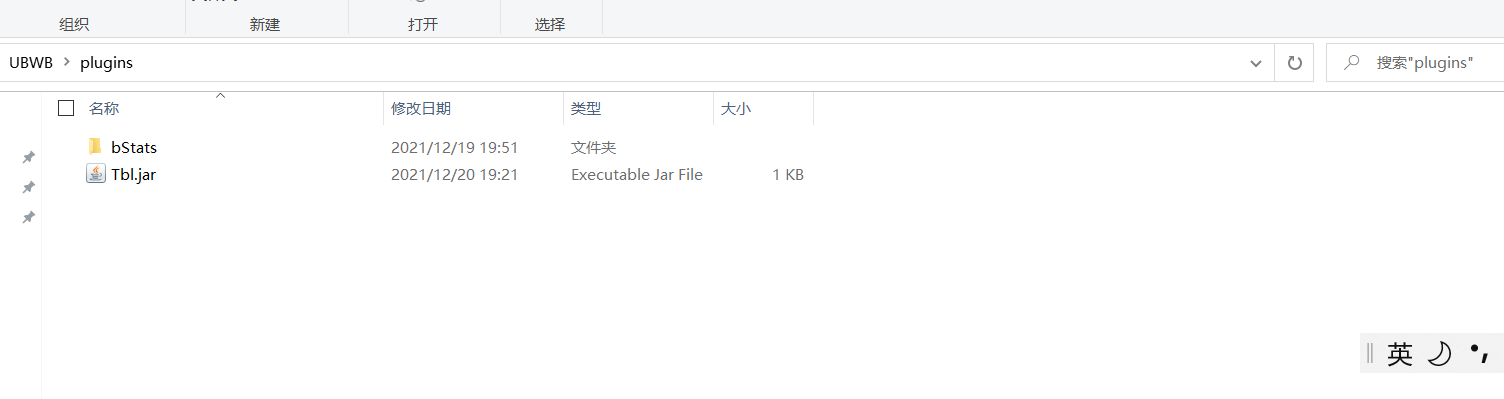 组织 新建 打开 选择
UBWB > plugins 搜索"plugins"
名称 修改日期 类型 大小
bStats 2021/12/19 19:51 文件夹
Tbl.jar 2021/12/20 19:21 Executable Jar File 1 KB
英